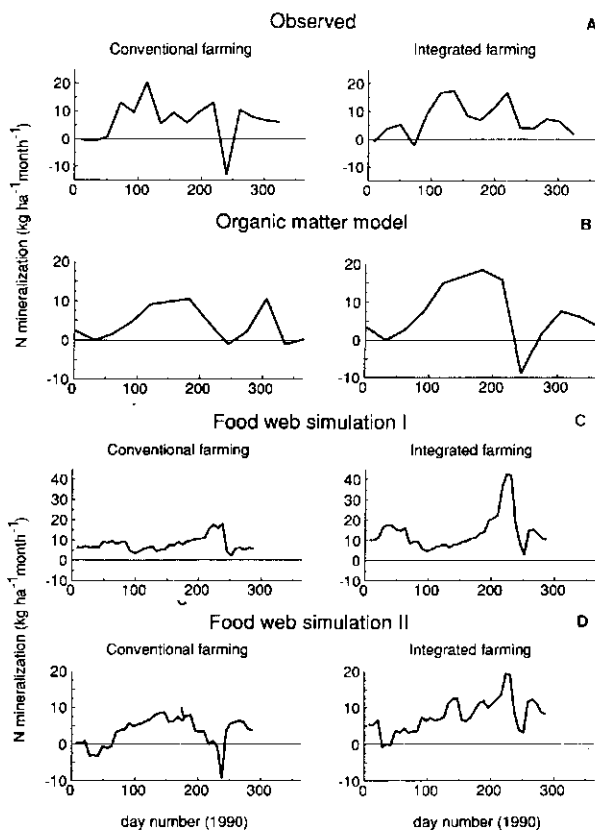 Observed A
Conventional farming Integrated farming
20
10
0
-10
0 100 200 300
20
10
0
-10
0 100 200 300
N mineralization (kg ha⁻¹month⁻¹)
Organic matter model B
20
10
0
-10
0 100 200 300
20
10
0
-10
0 100 200 300
Food web simulation I C
Conventional farming Integrated farming
40
30
20
10
0
-10
0 100 200 300
40
30
20
10
0
-10
0 100 200 300
N mineralization (kg ha⁻¹month⁻¹)
Food web simulation II D
Conventional farming Integrated farming
20
10
0
-10
0 100 200 300
20
10
0
-10
0 100 200 300
day number (1990) day number (1990)